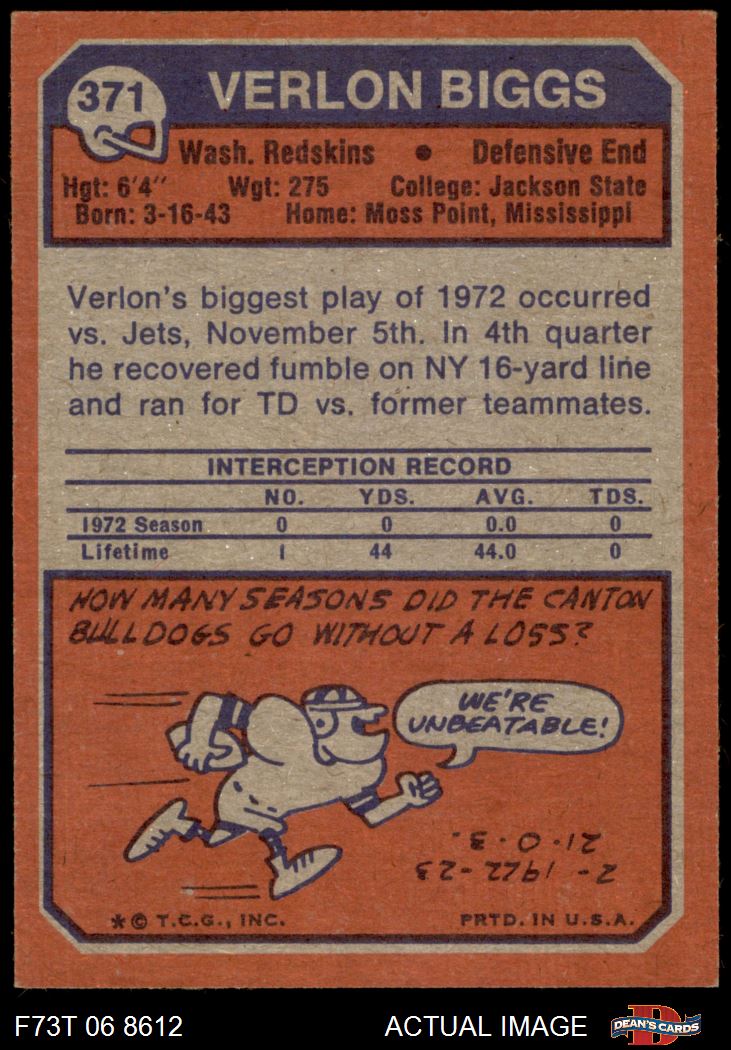 371
VERLON BIGGS
Wash. Redskins • Defensive End
Hgt: 6'4" Wgt: 275 College: Jackson State
Born: 3-16-43 Home: Moss Point, Mississippi
Verlon's biggest play of 1972 occurred
vs. Jets, November 5th. In 4th quarter
he recovered fumble on NY 16-yard line
and ran for TD vs. former teammates.
INTERCEPTION RECORD
NO. YDS. AVG. TDS.
1972 Season 0 0 0.0 0
Lifetime 1 44 44.0 0
HOW MANY SEASONS DID THE CANTON
BULLDOGS GO WITHOUT A LOSS?
WE'RE
UNBEATABLE!
2- 1922-23
21-0-3.
*© T.C.G., INC. PRTD. IN U.S.A.
F73T 06 8612 ACTUAL IMAGE
D
DEAN'S CARDS